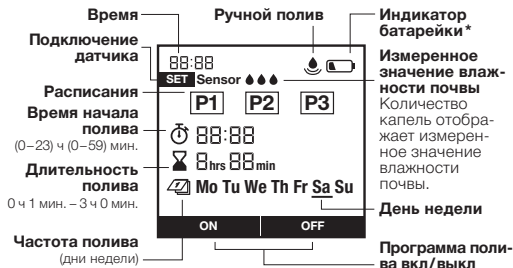 Время
Ручной полив
Индикатор
батарейки*
Подключение
датчика
88:88
SET Sensor
Измеренное
значение влаж-
ности почвы
Количество
капель отобра-
жает измерен-
ное значение
влажности
почвы.
Расписания
P1 P2 P3
Время начала
полива
(0–23) ч (0–59) мин.
88:88
Длительность
полива
0 ч 1 мин. – 3 ч 0 мин.
8hrs 88min
Mo Tu We Th Fr Sa Su
День недели
ON OFF
Частота полива
(дни недели)
Программа поли-
ва вкл/выкл